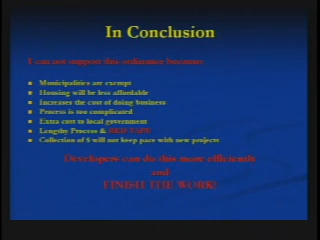 In Conclusion
I can not support this ordinance because:
Municipalities are exempt
Housing will be less affordable
Increases the cost of doing business
Process is too complicated
Extra cost to local government
Lengthy Process & RED TAPE
Collection of $ will not keep pace with new projects
Developers can do this more efficiently
and
FINISH THE WORK!